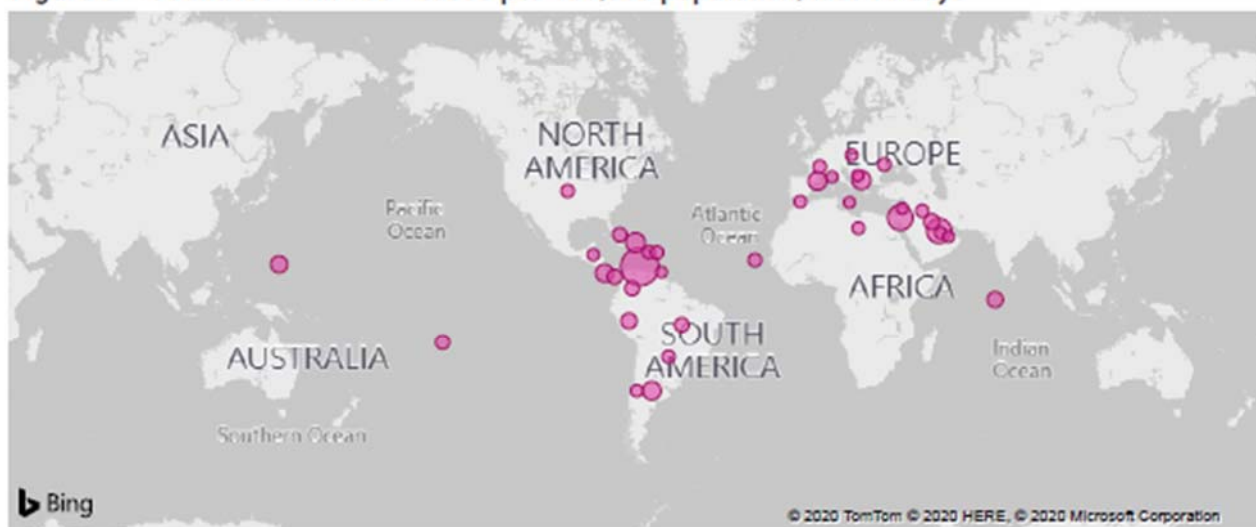 ASIA
NORTH
AMERICA
EUROPE
Pacific
Ocean
Atlantic
Ocean
AFRICA
SOUTH
AMERICA
AUSTRALIA
Indian
Ocean
Southern Ocean
Bing
© 2020 TomTom © 2020 HERE, © 2020 Microsoft Corporation